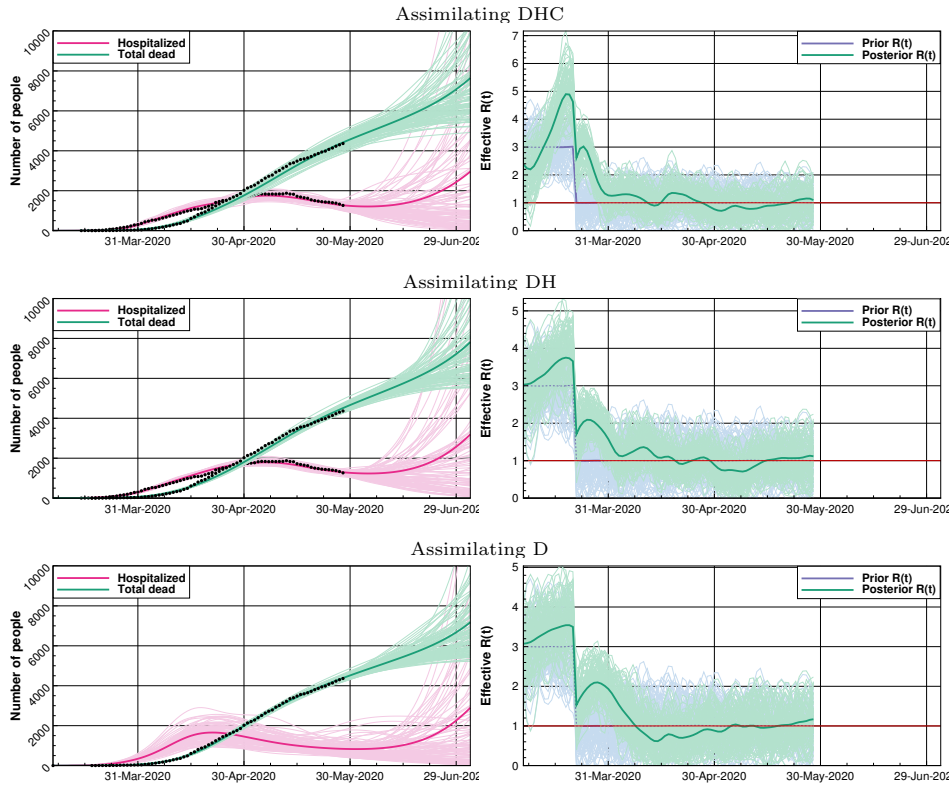 Assimilating DHC
Number of people
10000
8000
6000
4000
2000
0
Hospitalized
Total dead
31-Mar-2020
30-Apr-2020
30-May-2020
29-Jun-202
Effective R(t)
7
6
5
4
3
2
1
0
Prior R(t)
Posterior R(t)
31-Mar-2020
30-Apr-2020
30-May-2020
29-Jun-202
Assimilating DH
Number of people
10000
8000
6000
4000
2000
0
Hospitalized
Total dead
31-Mar-2020
30-Apr-2020
30-May-2020
29-Jun-202
Effective R(t)
5
4
3
2
1
0
Prior R(t)
Posterior R(t)
31-Mar-2020
30-Apr-2020
30-May-2020
29-Jun-202
Assimilating D
Number of people
10000
8000
6000
4000
2000
0
Hospitalized
Total dead
31-Mar-2020
30-Apr-2020
30-May-2020
29-Jun-202
Effective R(t)
5
4
3
2
1
0
Prior R(t)
Posterior R(t)
31-Mar-2020
30-Apr-2020
30-May-2020
29-Jun-202